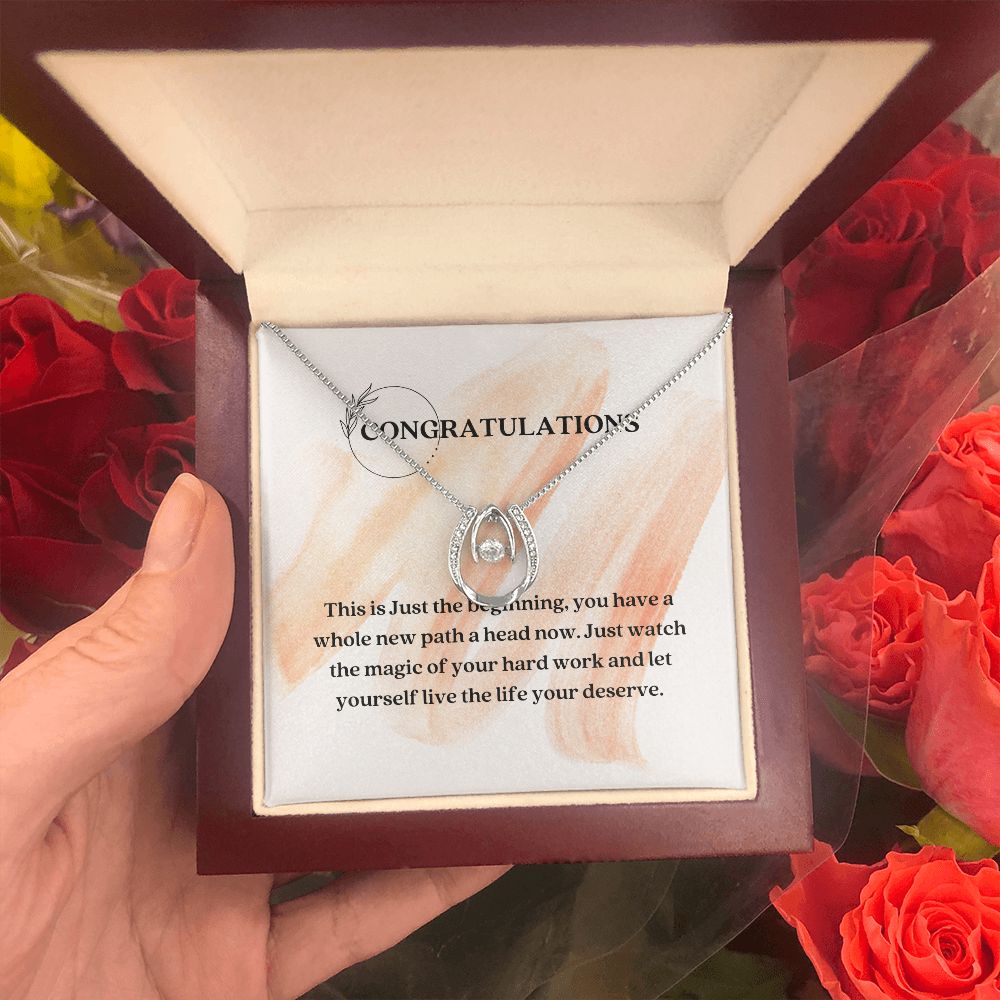 CONGRATULATIONS
This is Just the beginning, you have a
whole new path a head now. Just watch
the magic of your hard work and let
yourself live the life your deserve.